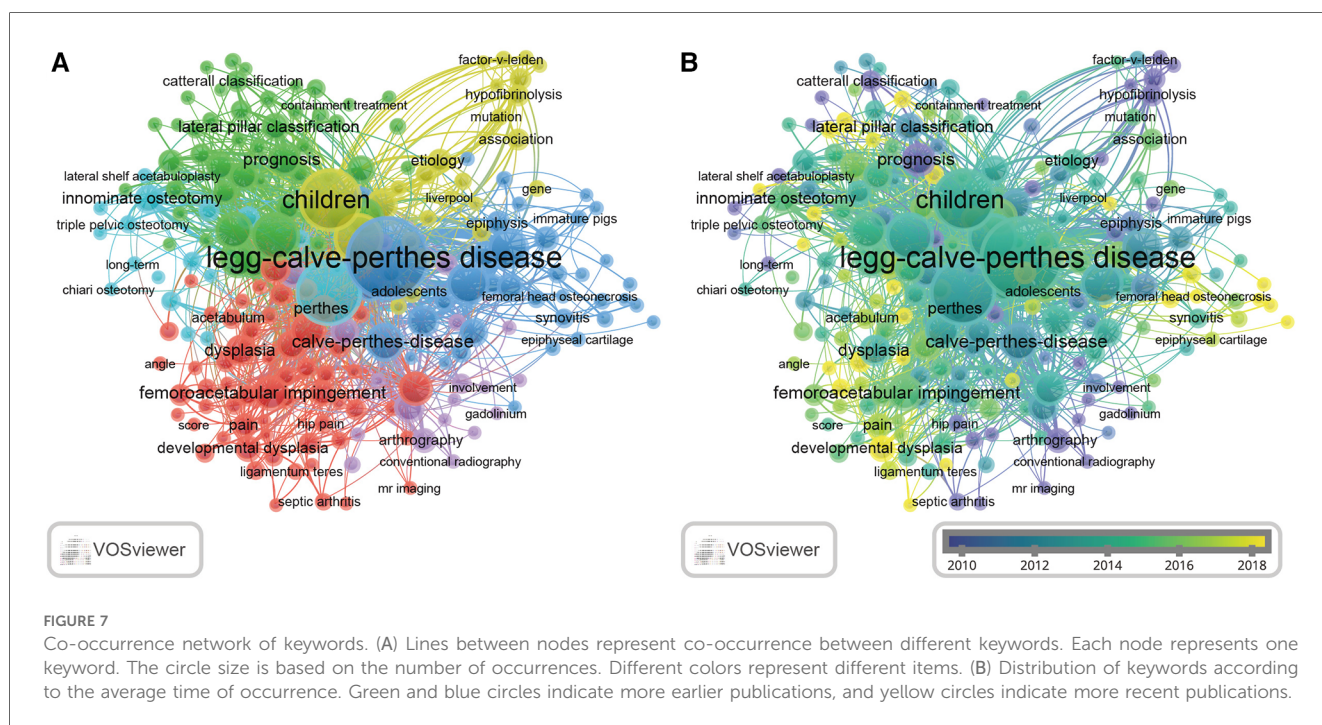 A
factor-v-leiden
catterall classification
hypofibrinolysis
containment treatment
mutation
lateral pillar classification
association
prognosis
etiology
lateral shelf acetabuloplasty
gene
innominate osteotomy
children
liverpool
triple pelvic osteotomy
epiphysis
immature pigs
legg-calve-perthes disease
long-term
chiari osteotomy
adolescents
femoral head osteonecrosis
perthes
acetabulum
synovitis
calve-perthes-disease
epiphyseal cartilage
dysplasia
angle
femoroacetabular impingement
involvement
gadolinium
score
pain
hip pain
arthrography
developmental dysplasia
conventional radiography
ligamentum teres
mr imaging
septic arthritis
VOSviewer
B
factor-v-leiden
catterall classification
hypofibrinolysis
containment treatment
mutation
lateral pillar classification
association
prognosis
etiology
lateral shelf acetabuloplasty
gene
innominate osteotomy
children
liverpool
triple pelvic osteotomy
epiphysis
immature pigs
legg-calve-perthes disease
long-term
chiari osteotomy
adolescents
femoral head osteonecrosis
perthes
acetabulum
synovitis
calve-perthes-disease
epiphyseal cartilage
dysplasia
angle
femoroacetabular impingement
involvement
gadolinium
score
pain
hip pain
arthrography
developmental dysplasia
conventional radiography
ligamentum teres
mr imaging
septic arthritis
VOSviewer
2010 2012 2014 2016 2018
FIGURE 7
Co-occurrence network of keywords. (A) Lines between nodes represent co-occurrence between different keywords. Each node represents one
keyword. The circle size is based on the number of occurrences. Different colors represent different items. (B) Distribution of keywords according
to the average time of occurrence. Green and blue circles indicate more earlier publications, and yellow circles indicate more recent publications.